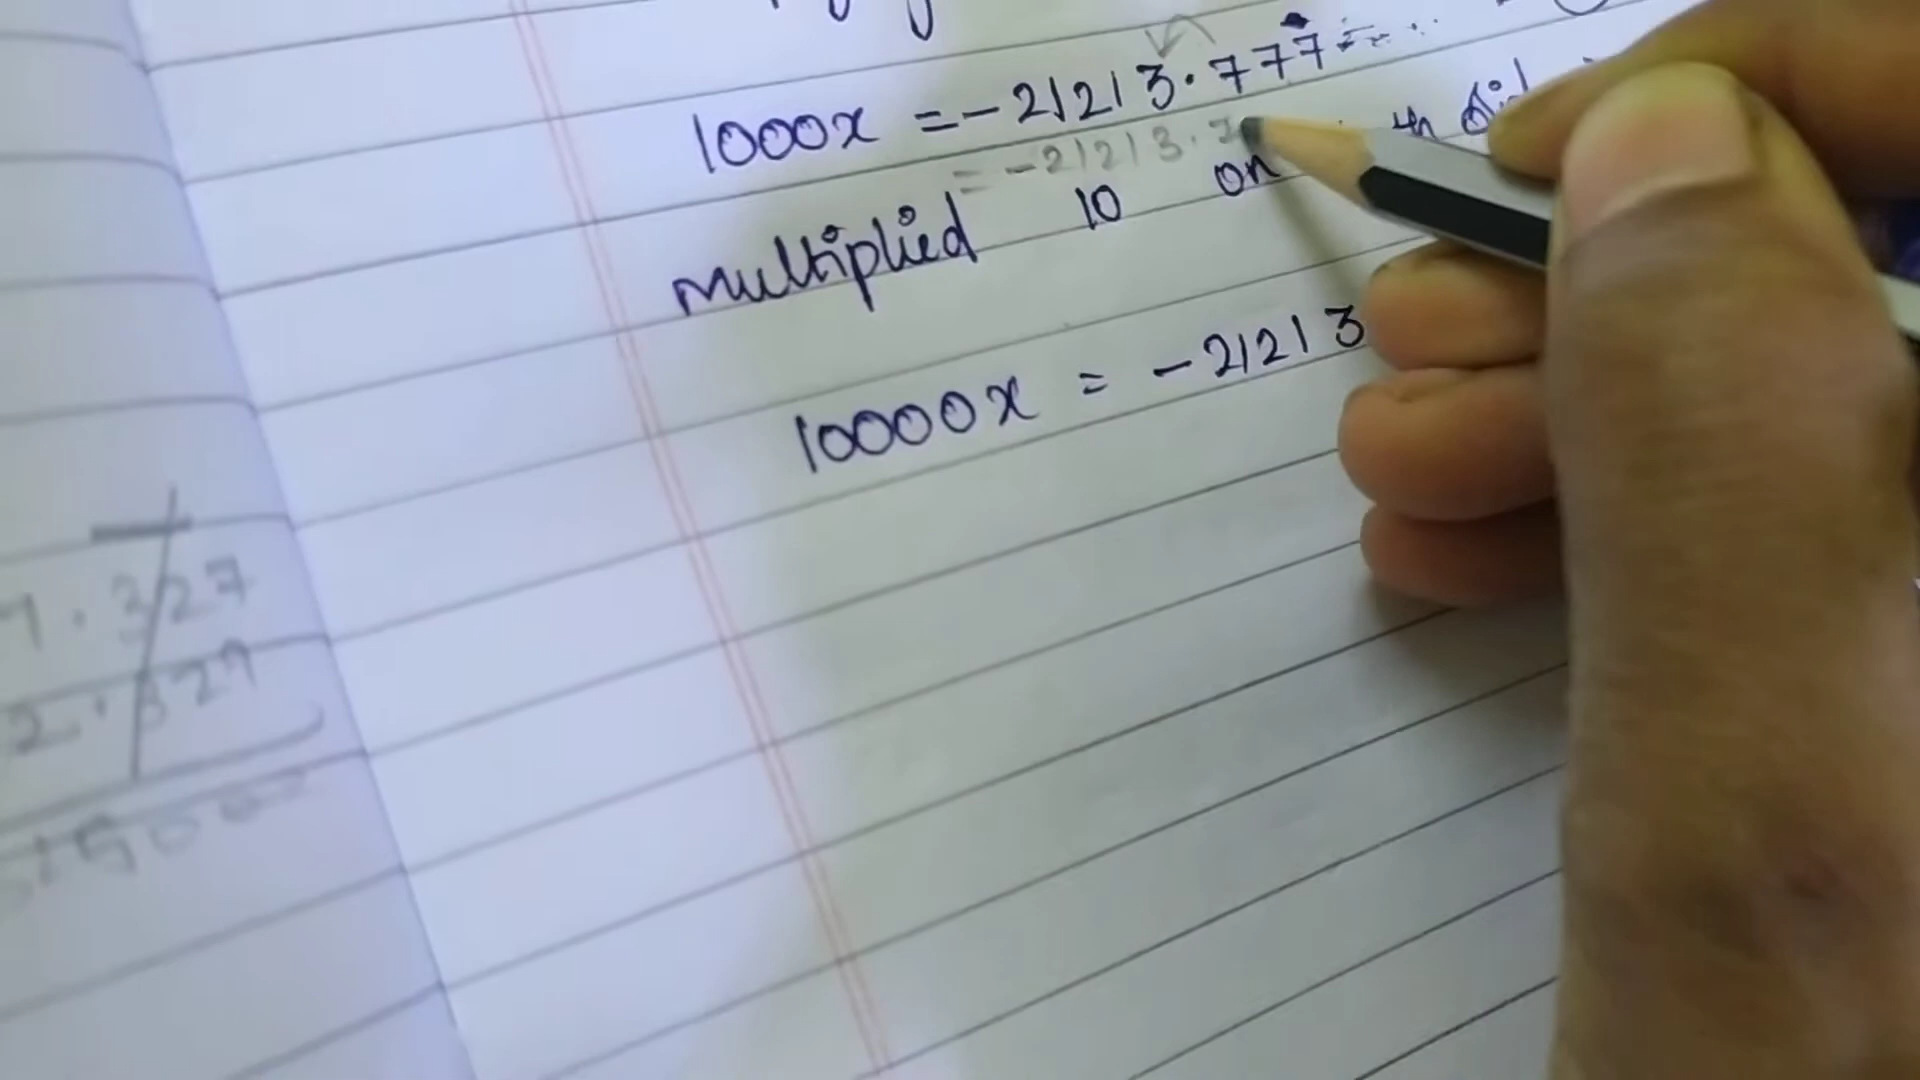 1000x = -21213.777
= -21213.7
multiplied 10 on
10000x = -21213
7.327
2.327